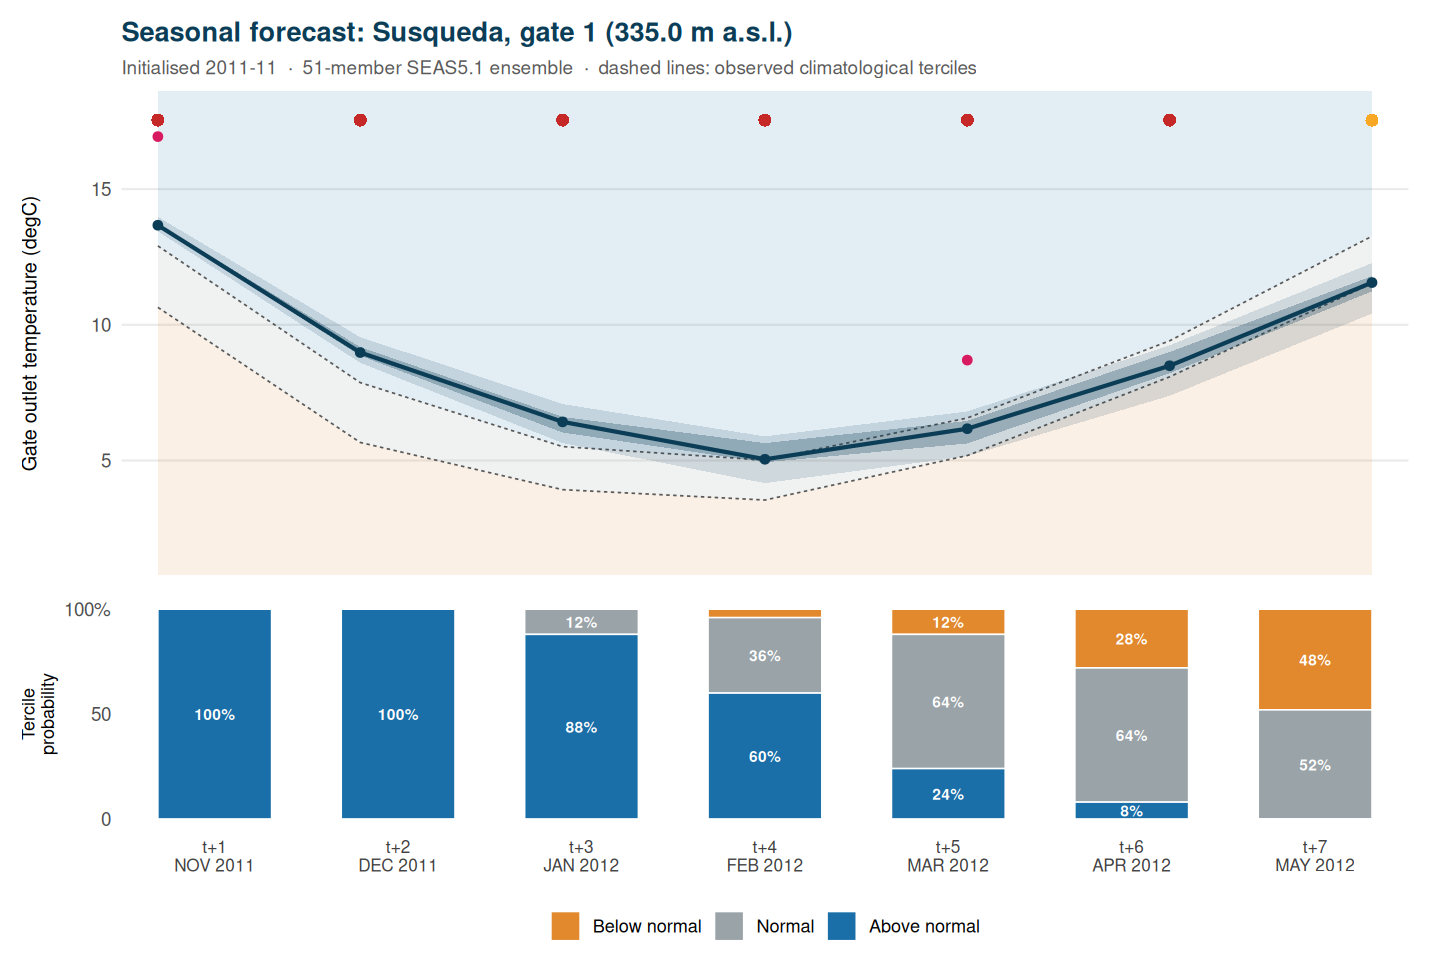 Seasonal forecast: Susqueda, gate 1 (335.0 m a.s.l.)
Initialised 2011-11 · 51-member SEAS5.1 ensemble · dashed lines: observed climatological terciles
Gate outlet temperature (degC)
15
10
5
Tercile
probability
100%
50
0
100%
100%
12%
88%
36%
60%
12%
64%
24%
28%
64%
8%
48%
52%
t+1
NOV 2011
t+2
DEC 2011
t+3
JAN 2012
t+4
FEB 2012
t+5
MAR 2012
t+6
APR 2012
t+7
MAY 2012
Below normal
Normal
Above normal